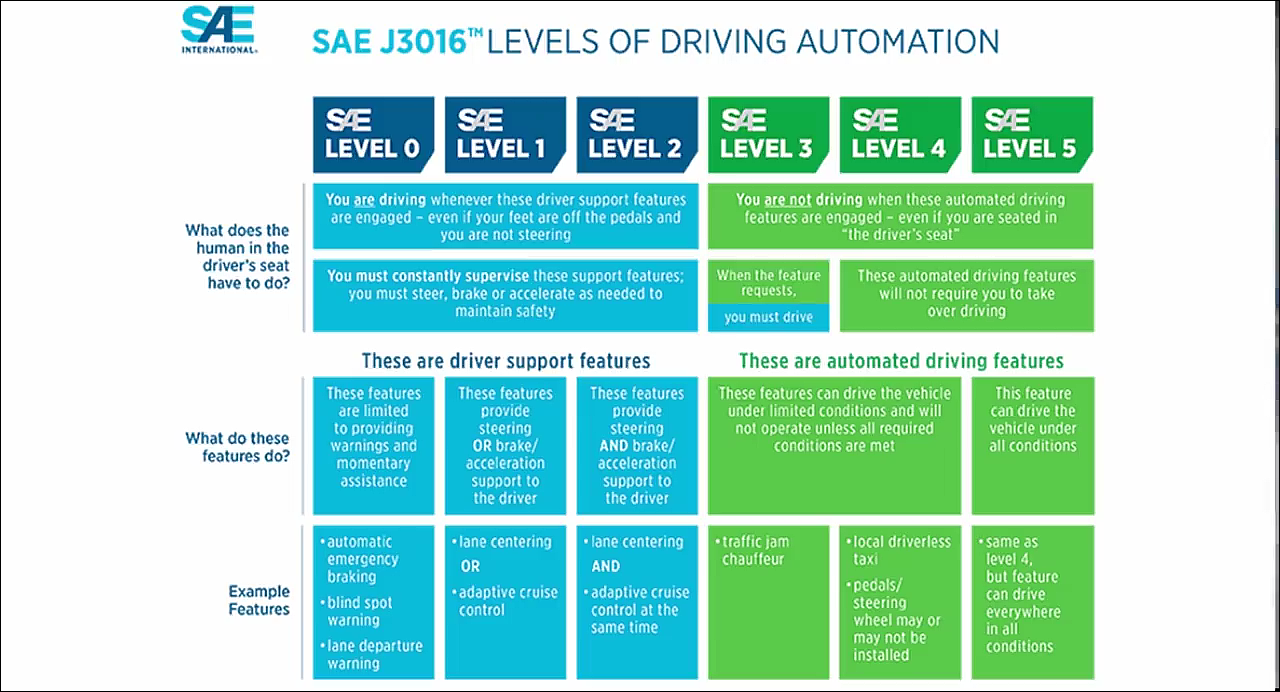 SAE
INTERNATIONAL®
SAE J3016™ LEVELS OF DRIVING AUTOMATION
SAE
LEVEL 0
SAE
LEVEL 1
SAE
LEVEL 2
SAE
LEVEL 3
SAE
LEVEL 4
SAE
LEVEL 5
What does the
human in the
driver's seat
have to do?
You are driving whenever these driver support features
are engaged – even if your feet are off the pedals and
you are not steering
You are not driving when these automated driving
features are engaged – even if you are seated in
"the driver's seat"
You must constantly supervise these support features;
you must steer, brake or accelerate as needed to
maintain safety
When the feature
requests,
you must drive
These automated driving features
will not require you to take
over driving
These are driver support features
These are automated driving features
What do these
features do?
These features
are limited
to providing
warnings and
momentary
assistance
These features
provide
steering
OR brake/
acceleration
support to
the driver
These features
provide
steering
AND brake/
acceleration
support to
the driver
These features can drive the vehicle
under limited conditions and will
not operate unless all required
conditions are met
This feature
can drive the
vehicle under
all conditions
Example
Features
•automatic
emergency
braking
•blind spot
warning
•lane departure
warning
•lane centering
OR
•adaptive cruise
control
•lane centering
AND
•adaptive cruise
control at the
same time
•traffic jam
chauffeur
•local driverless
taxi
•pedals/
steering
wheel may or
may not be
installed
•same as
level 4,
but feature
can drive
everywhere
in all
conditions